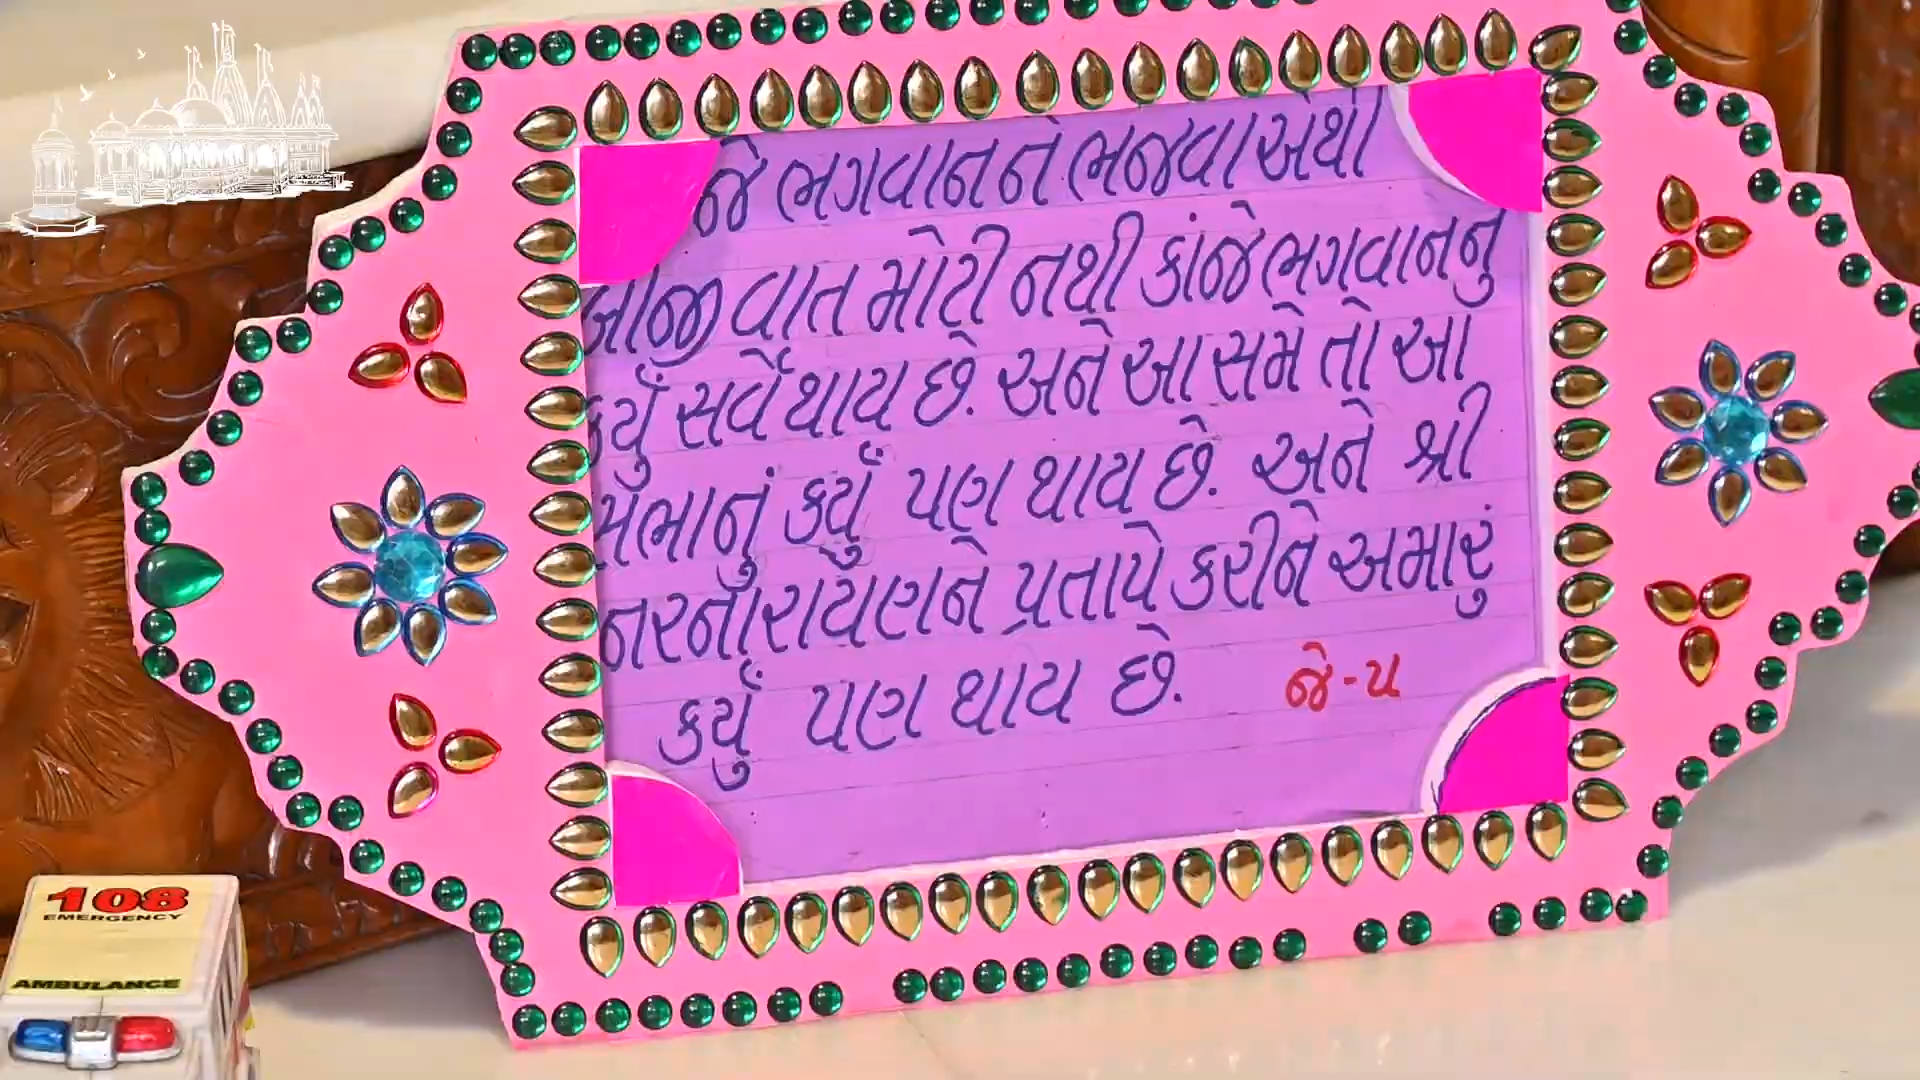 જે ભગવાનને ભજવા એથી
બીજી વાત મોટી નથી કાંજે ભગવાનનું
કર્યું સર્વે થાય છે. અને આ સમે તો આ
સભાનું કર્યું પણ થાય છે. અને શ્રી
નરનારાયણને પ્રતાપે કરીને અમારું
કર્યું પણ થાય છે. જે-૫
108
EMERGENCY
AMBULANCE